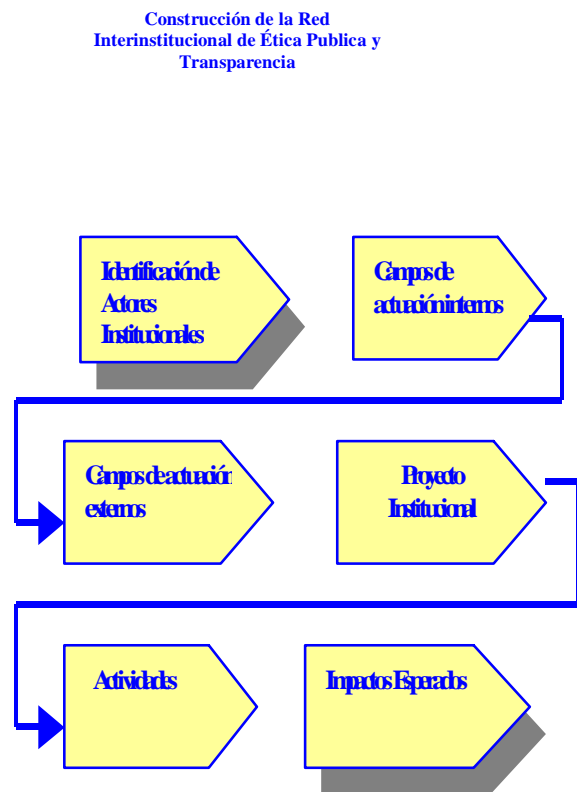 Construcción de la Red
Interinstitucional de Ética Publica y
Transparencia
Identificación de
Actores
Institucionales
Campos de
actuación internos
Campos de actuación
externos
Proyecto
Institucional
Actividades
Impactos Esperados